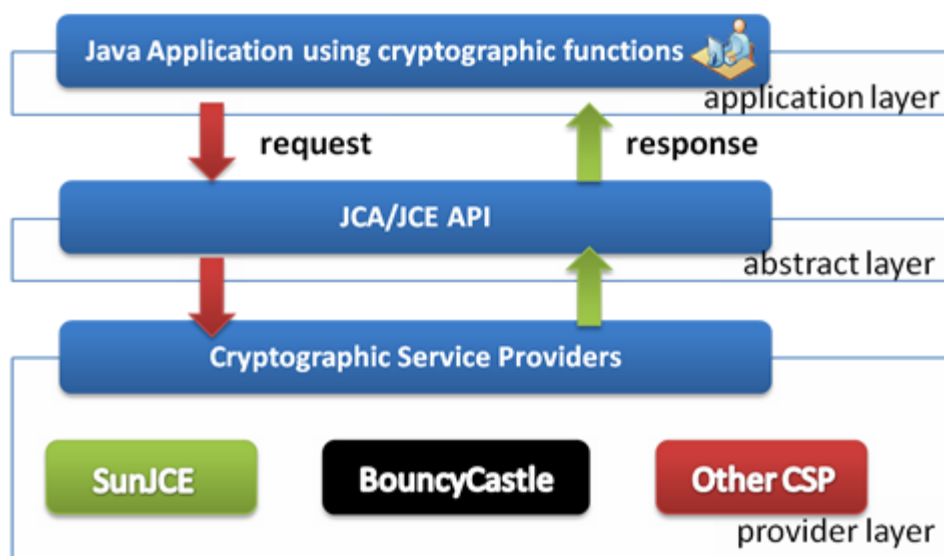 Java Application using cryptographic functions
application layer
request
response
JCA/JCE API
abstract layer
Cryptographic Service Providers
SunJCE
BouncyCastle
Other CSP
provider layer